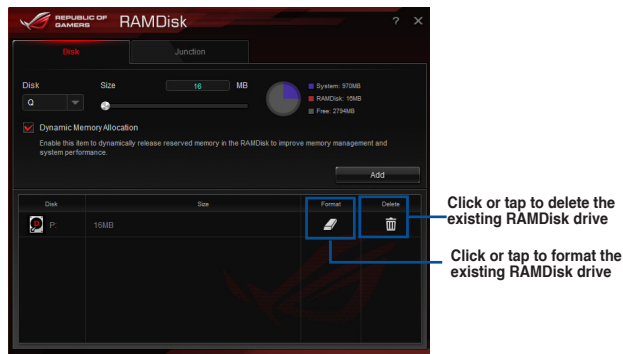 REPUBLIC OF
GAMERS
RAMDisk
? ×
Disk
Junction
Disk
Size
16
MB
Q
System: 970MB
RAMDisk: 16MB
Free: 2794MB
Dynamic Memory Allocation
Enable this item to dynamically release reserved memory in the RAMDisk to improve memory management and
system performance.
Add
Disk
Size
Format
Delete
P:
16MB
Click or tap to delete the
existing RAMDisk drive
Click or tap to format the
existing RAMDisk drive